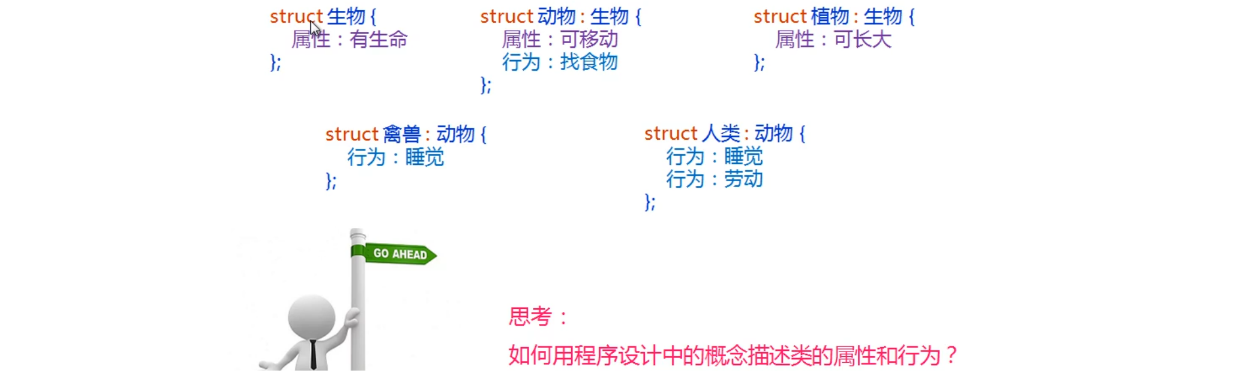 struct 生物 {
属性：有生命
};
struct 动物 : 生物 {
属性：可移动
行为：找食物
};
struct 植物 : 生物 {
属性：可长大
};
struct 禽兽 : 动物 {
行为：睡觉
};
struct 人类 : 动物 {
行为：睡觉
行为：劳动
};
GO AHEAD
思考：
如何用程序设计中的概念描述类的属性和行为？